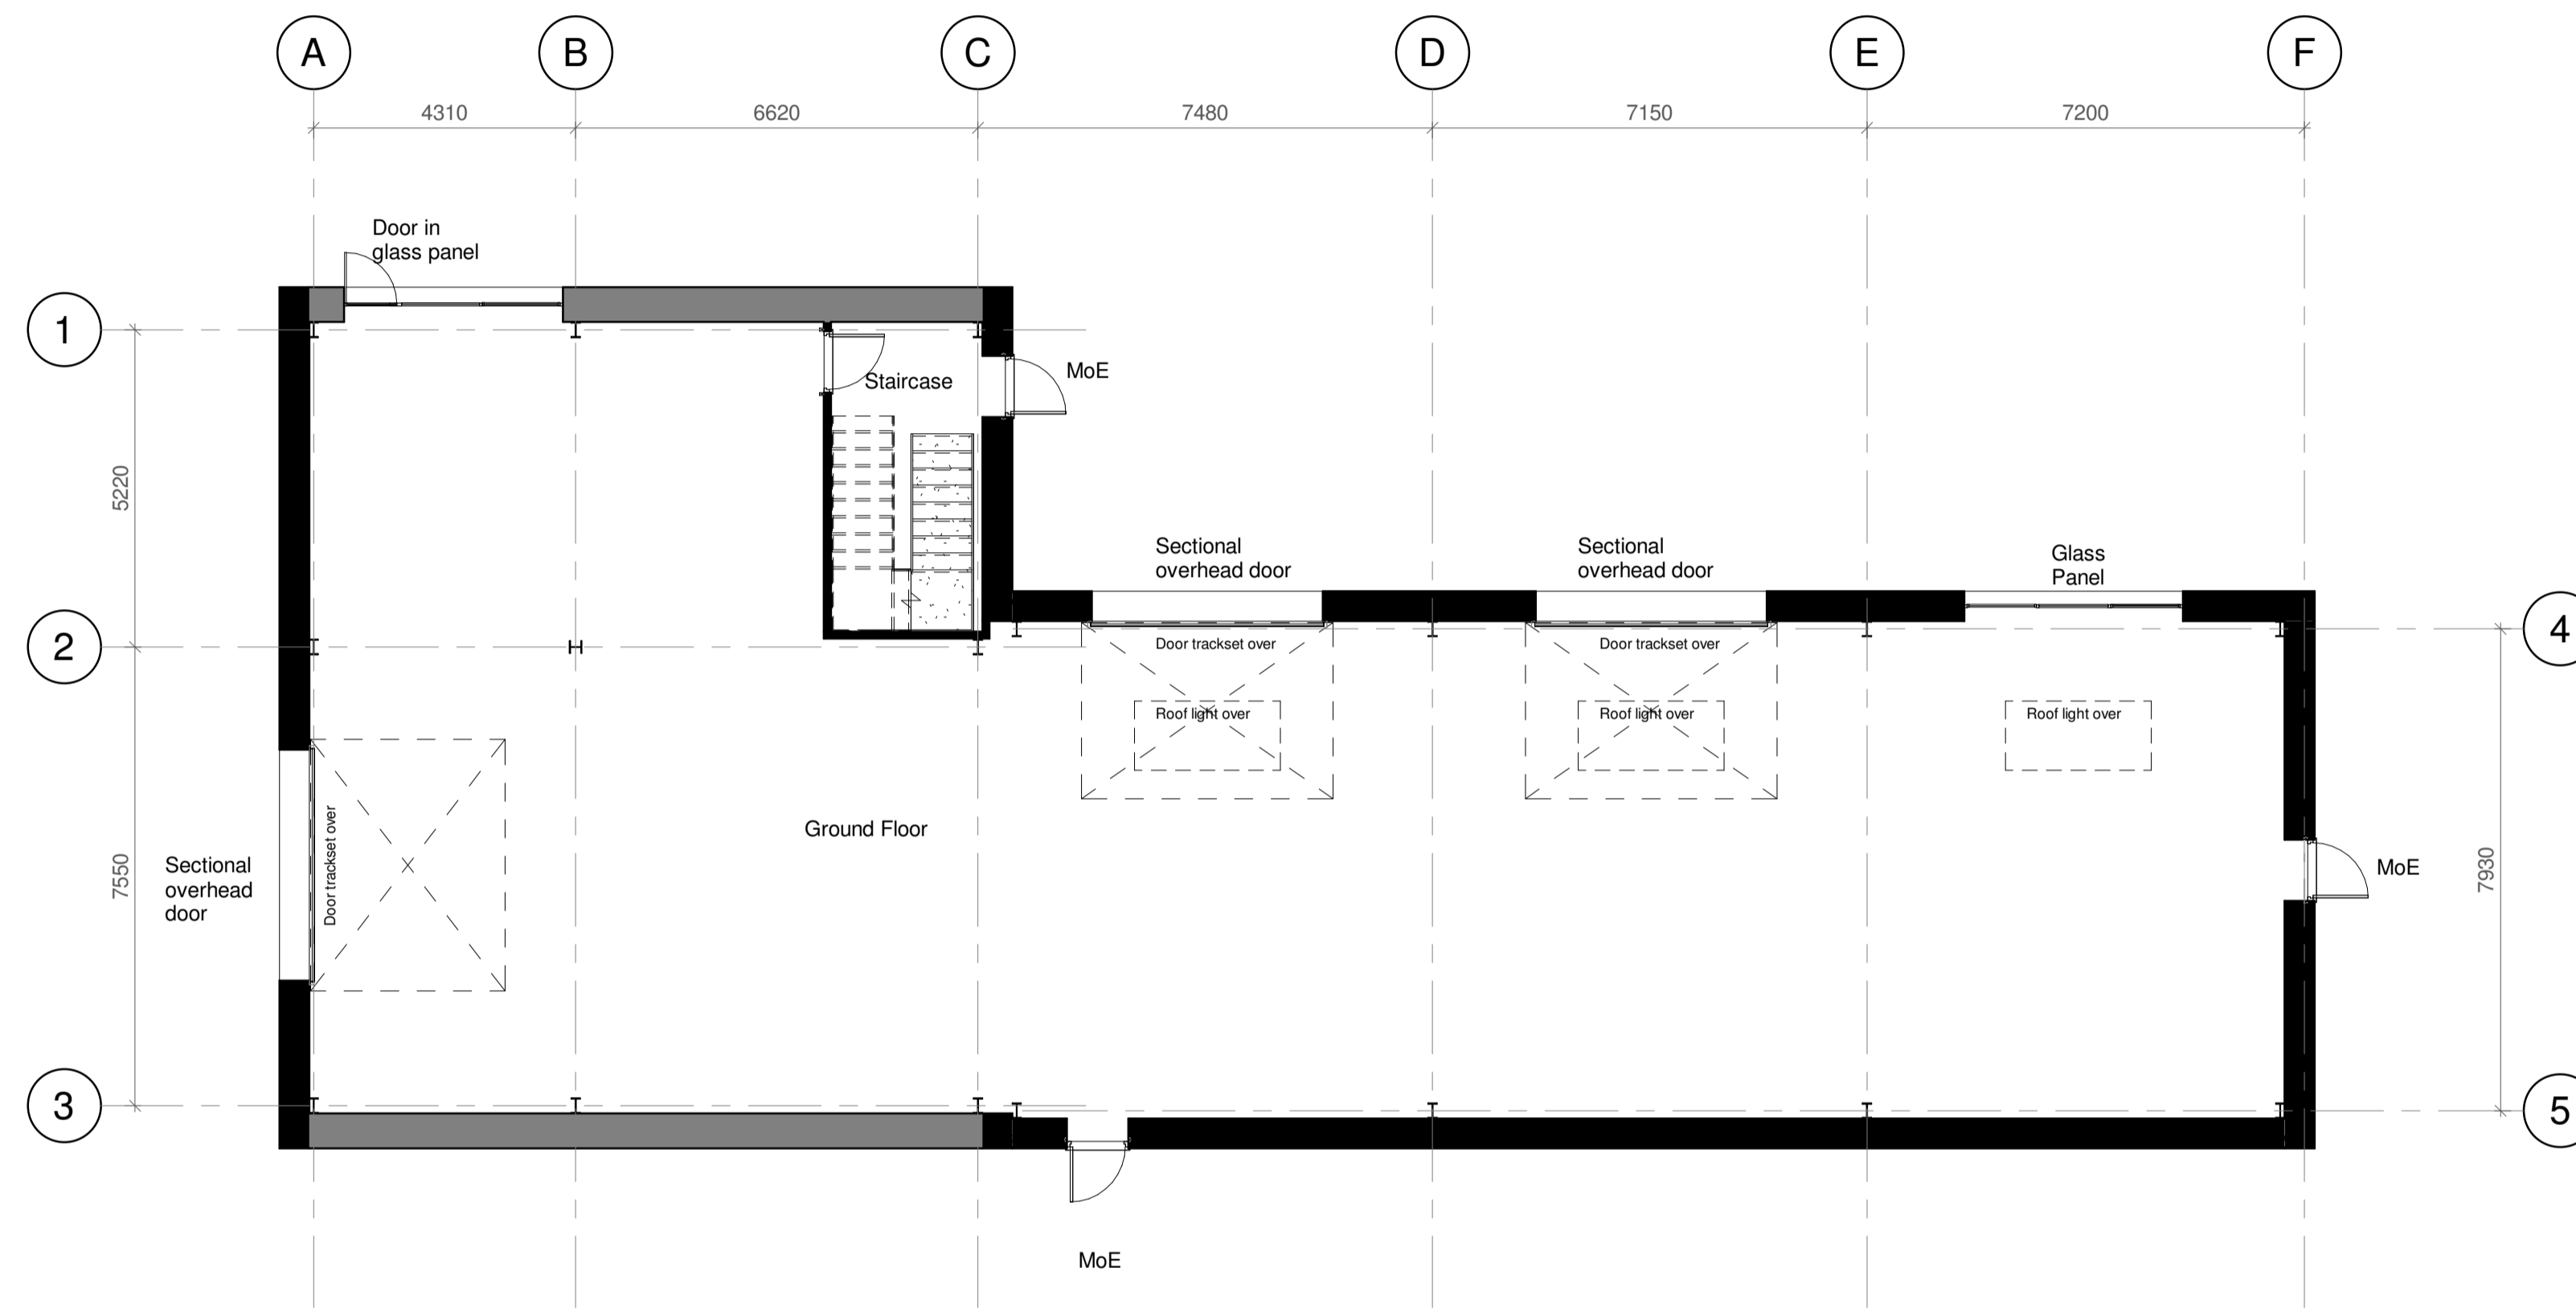 A
B
C
D
E
F
4310
6620
7480
7150
7200
Door in
glass panel
1
Staircase
MoE
5220
Sectional
overhead door
Sectional
overhead door
Glass
Panel
2
4
Door trackset over
Door trackset over
Roof light over
Roof light over
Roof light over
Door trackset over
Ground Floor
Sectional
overhead
door
7550
MoE
7930
3
5
MoE